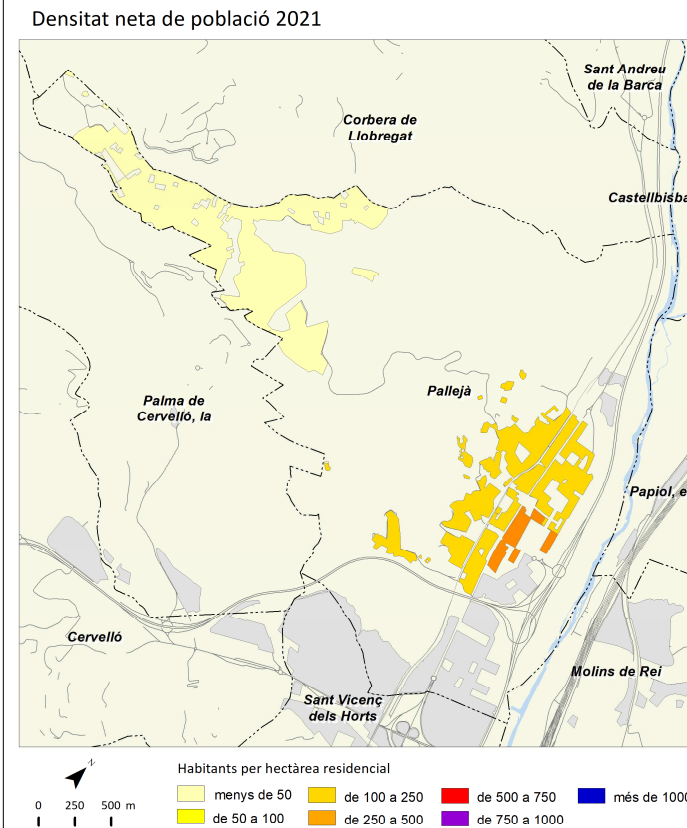 Densitat neta de població 2021
Sant Andreu
de la Barca
Corbera de
Llobregat
Castellbisba
Pallejà
Palma de
Cervelló, la
Papiol, e
Cervelló
Molins de Rei
Sant Vicenç
dels Horts
N
0 250 500 m
Habitants per hectàrea residencial
menys de 50
de 100 a 250
de 500 a 750
més de 1000
de 50 a 100
de 250 a 500
de 750 a 1000